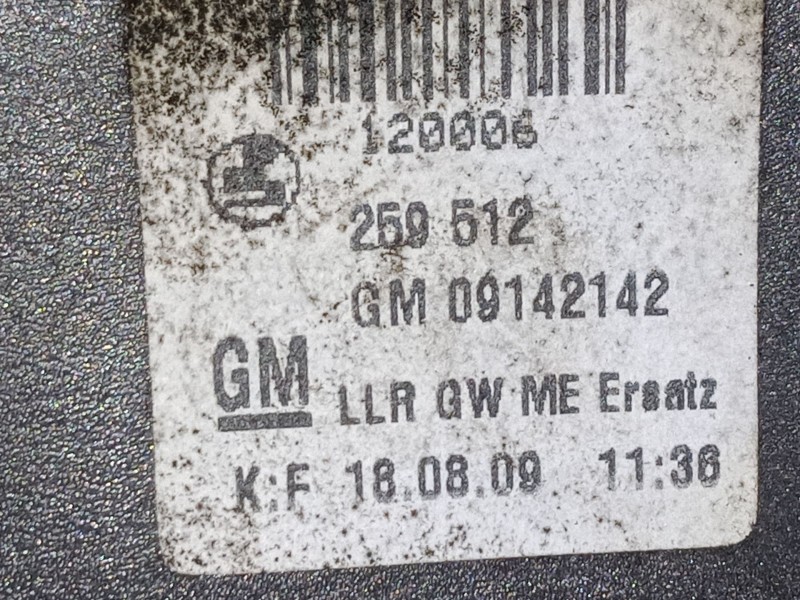 120006
259 512
GM 09142142
GM LLR GW ME Ersatz
K:F 18.08.09 11:36